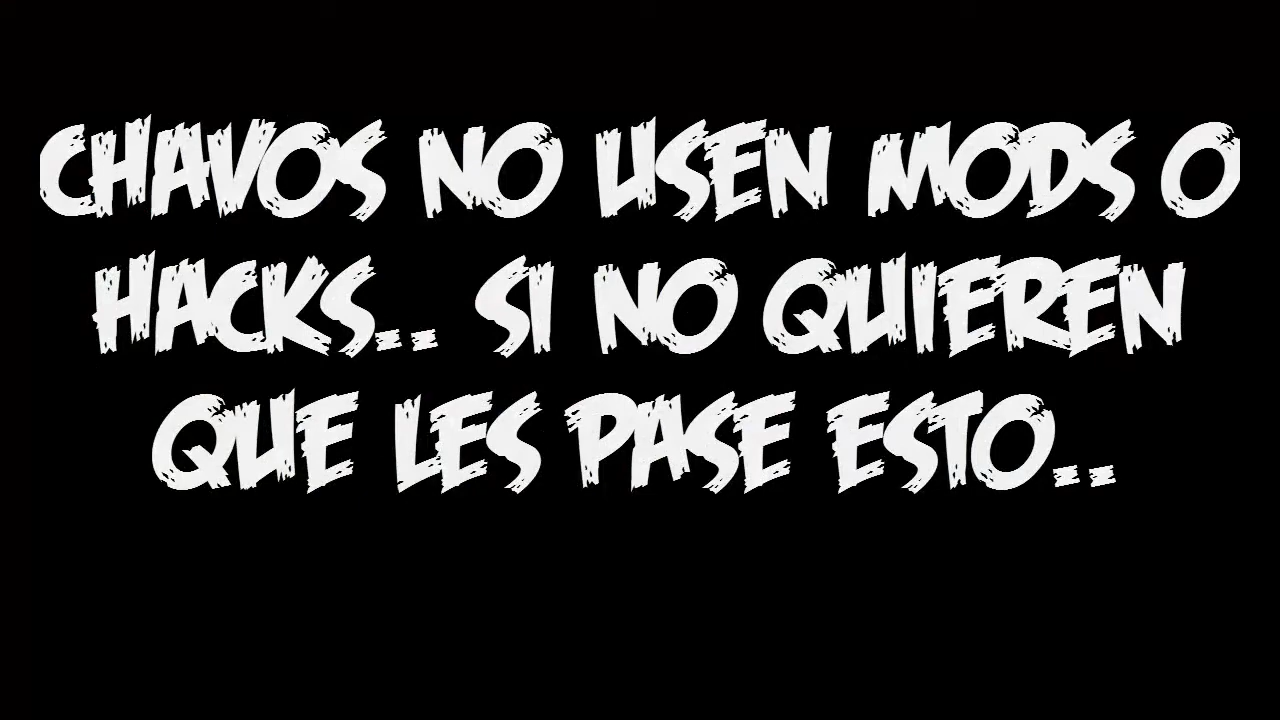 CHAVOS NO USEN MODS O
HACKS.. SI NO QUIEREN
QUE LES PASE ESTO..